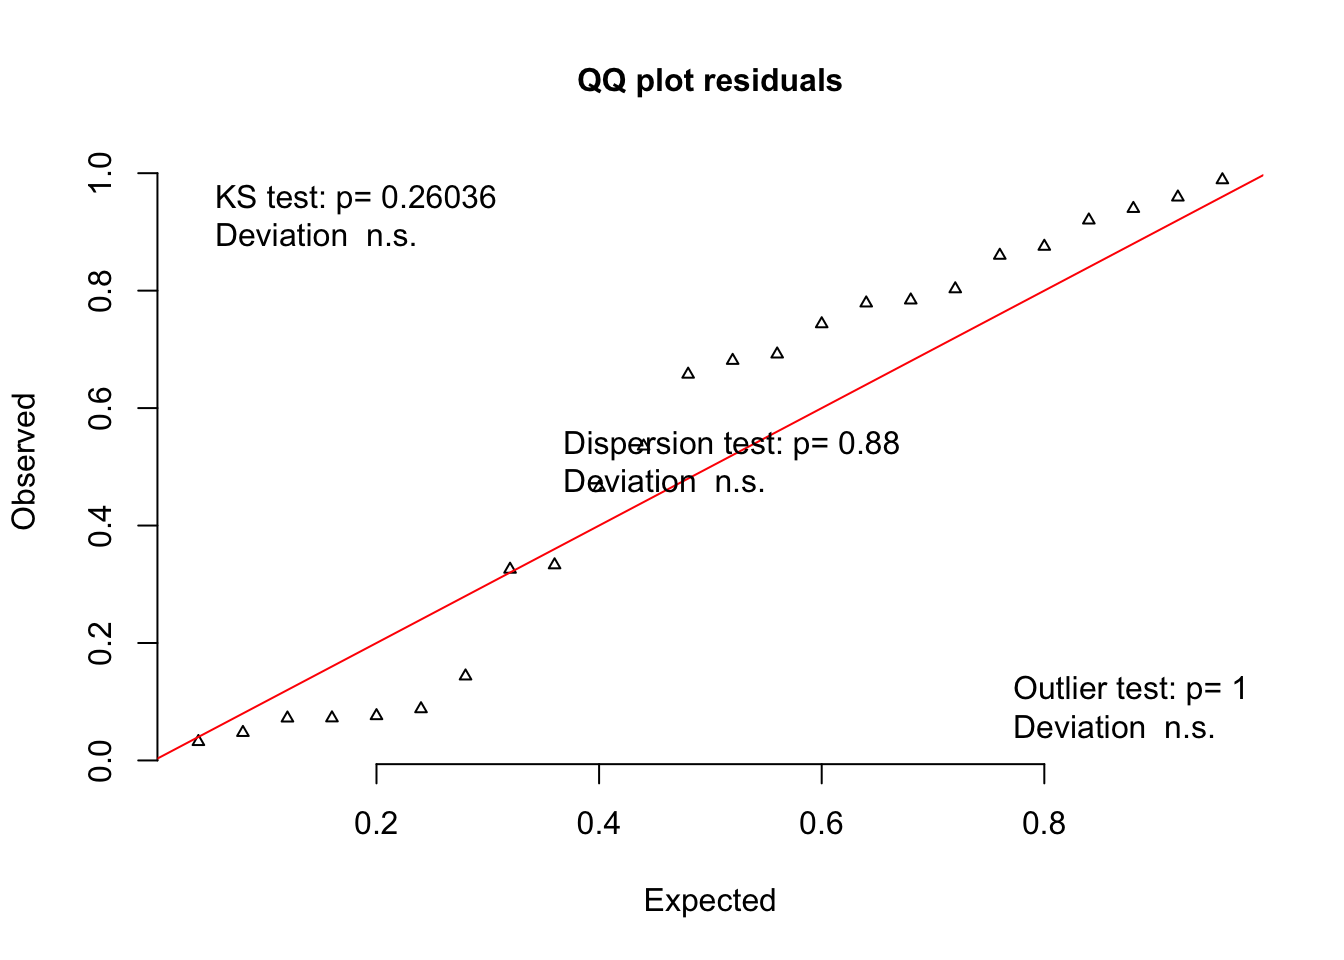 QQ plot residuals
KS test: p= 0.26036
Deviation  n.s.
Dispersion test: p= 0.88
Deviation  n.s.
Outlier test: p= 1
Deviation  n.s.
Observed
0.0
0.2
0.4
0.6
0.8
1.0
0.2
0.4
0.6
0.8
Expected